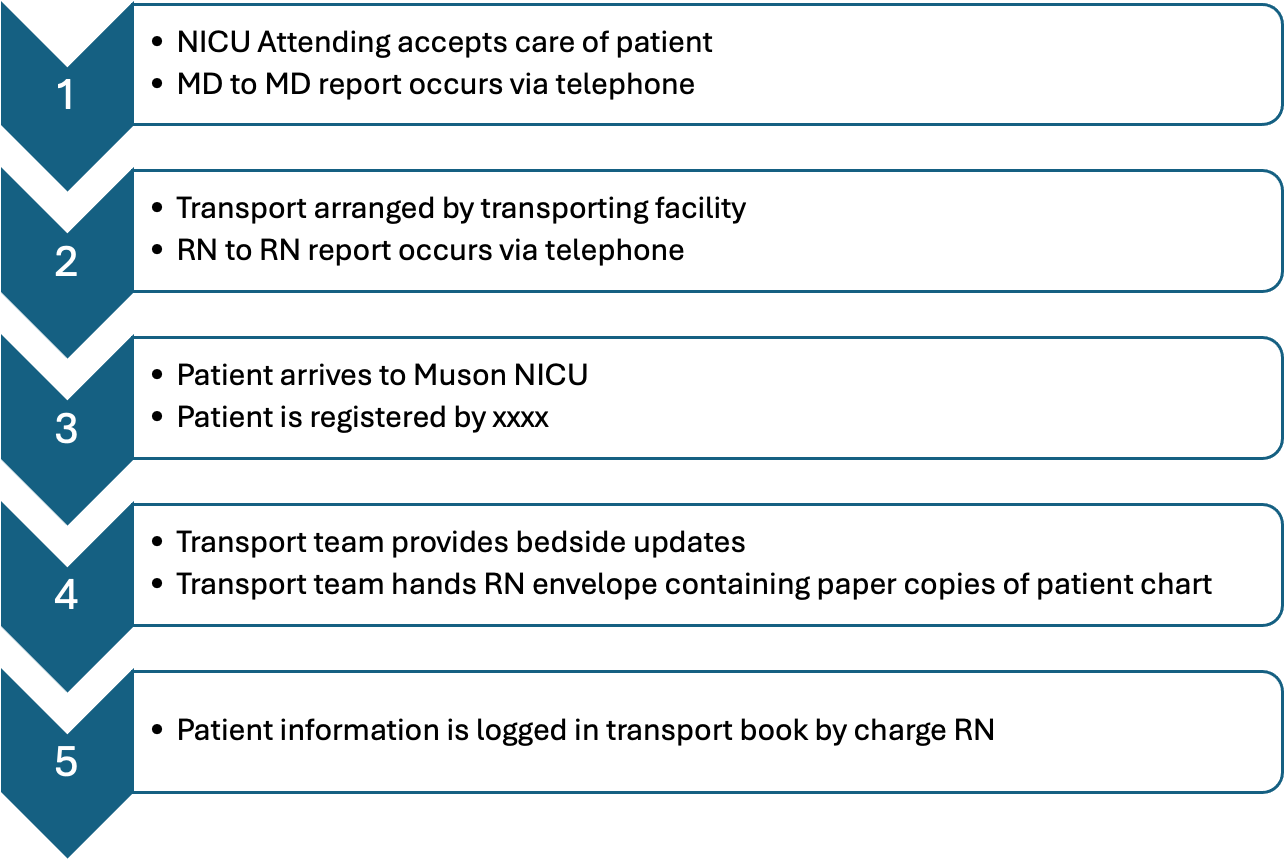 1
• NICU Attending accepts care of patient
• MD to MD report occurs via telephone
2
• Transport arranged by transporting facility
• RN to RN report occurs via telephone
3
• Patient arrives to Muson NICU
• Patient is registered by xxxx
4
• Transport team provides bedside updates
• Transport team hands RN envelope containing paper copies of patient chart
5
• Patient information is logged in transport book by charge RN